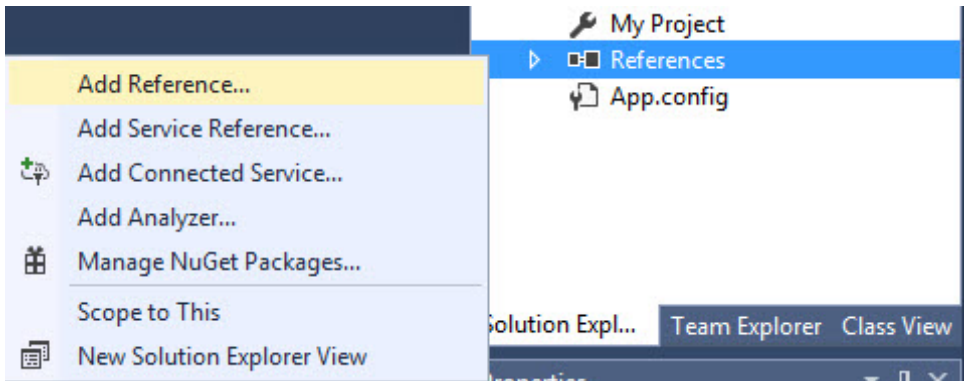 My Project
References
App.config
Add Reference...
Add Service Reference...
Add Connected Service...
Add Analyzer...
Manage NuGet Packages...
Scope to This
New Solution Explorer View
Solution Expl...
Team Explorer
Class View
Properties